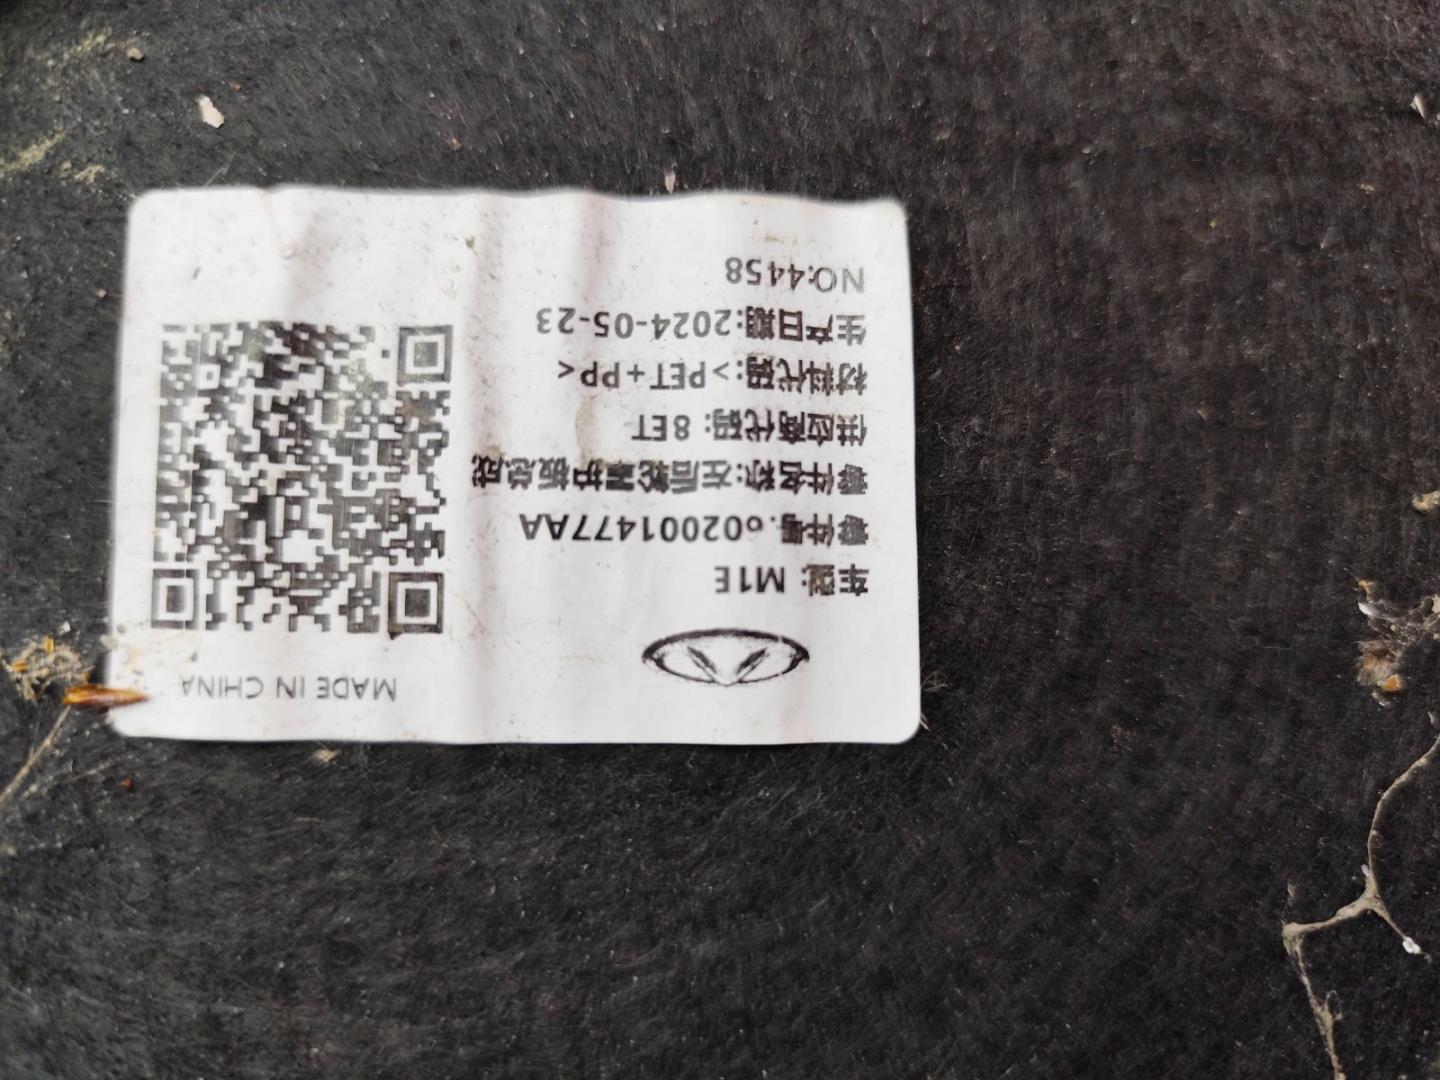 MADE IN CHINA
车型: M1E
零件号:602001477AA
零件名称:左后轮罩护板总成
供应商代码: 8ET
材料代码:>PET+PP<
生产日期:2024-05-23
NO:4458